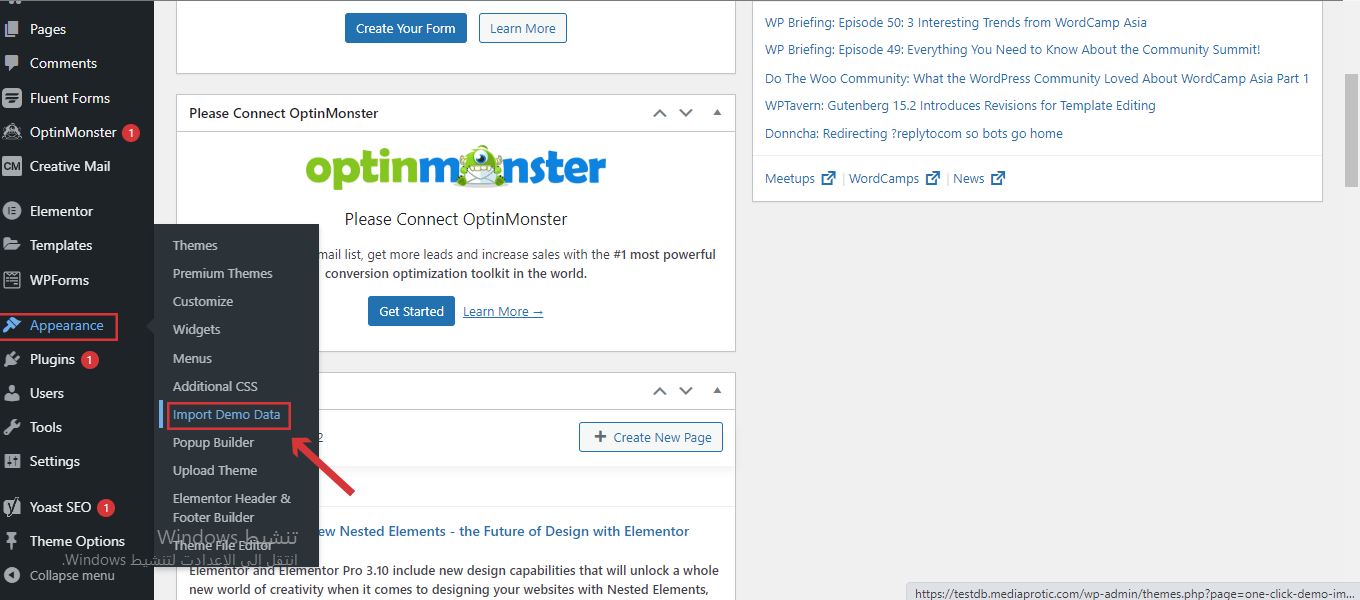 Pages
Comments
Fluent Forms
OptinMonster 1
CM Creative Mail
Elementor
Templates
WPForms
Appearance
Plugins 1
Users
Tools
Settings
Yoast SEO 1
Theme Options
Collapse menu
Themes
Premium Themes
Customize
Widgets
Menus
Additional CSS
Import Demo Data
Popup Builder
Upload Theme
Elementor Header &
Footer Builder
Theme File Editor
Create Your Form
Learn More
Please Connect OptinMonster
optinmonster
Please Connect OptinMonster
mail list, get more leads and increase sales with the #1 most powerful
conversion optimization toolkit in the world.
Get Started
Learn More →
2
+ Create New Page
ew Nested Elements - the Future of Design with Elementor
Elementor and Elementor Pro 3.10 include new design capabilities that will unlock a whole
new world of creativity when it comes to designing your websites with Nested Elements,
WP Briefing: Episode 50: 3 Interesting Trends from WordCamp Asia
WP Briefing: Episode 49: Everything You Need to Know About the Community Summit!
Do The Woo Community: What the WordPress Community Loved About WordCamp Asia Part 1
WPTavern: Gutenberg 15.2 Introduces Revisions for Template Editing
Donncha: Redirecting ?replytocom so bots go home
Meetups | WordCamps | News
تنشيط Windows
انتقل إلى الإعدادات لتنشيط Windows.
https://testdb.mediaprotic.com/wp-admin/themes.php?page=one-click-demo-im...